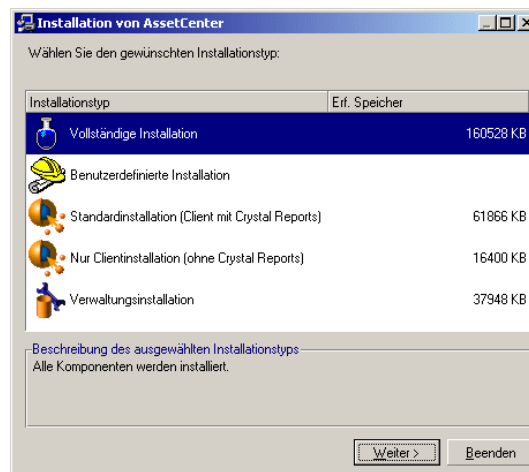 Installation von AssetCenter
Wählen Sie den gewünschten Installationstyp:
Installationstyp Erf. Speicher
Vollständige Installation 160528 KB
Benutzerdefinierte Installation
Standardinstallation (Client mit Crystal Reports) 61866 KB
Nur Clientinstallation (ohne Crystal Reports) 16400 KB
Verwaltungsinstallation 37948 KB
Beschreibung des ausgewählten Installationstyps
Alle Komponenten werden installiert.
Weiter > Beenden